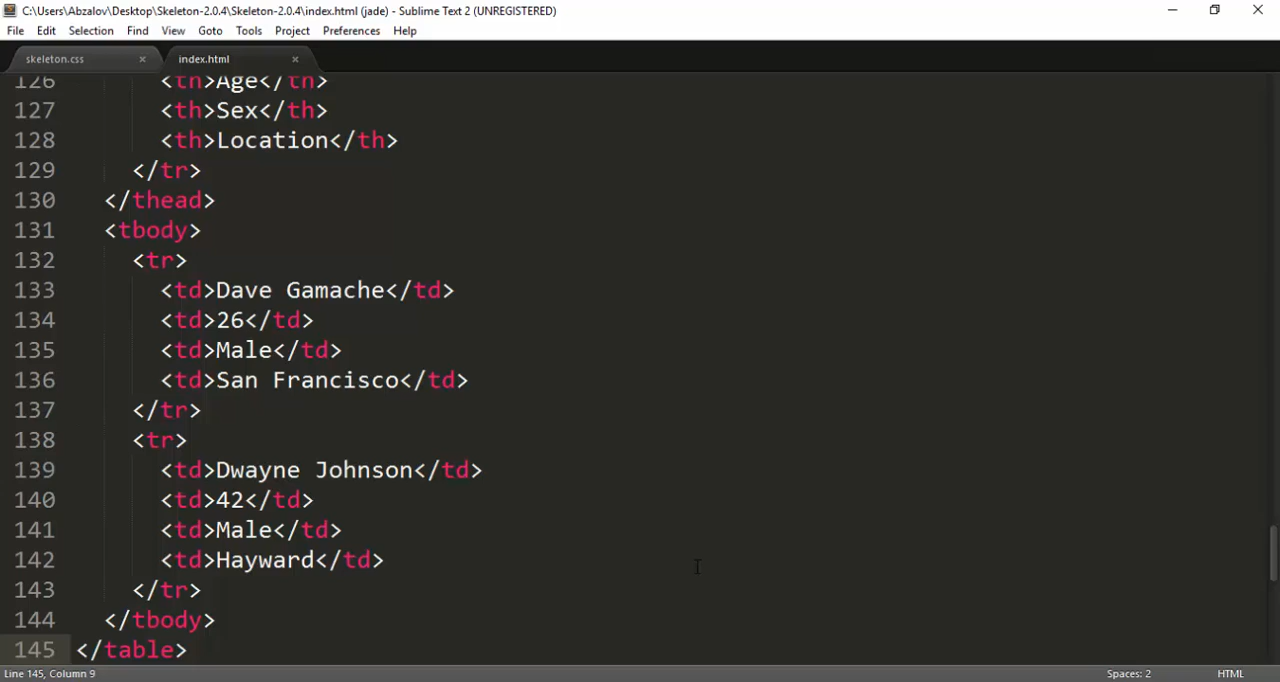 C:\Users\Abzalov\Desktop\Skeleton-2.0.4\Skeleton-2.0.4\index.html (jade) - Sublime Text 2 (UNREGISTERED)
File Edit Selection Find View Goto Tools Project Preferences Help
skeleton.css × index.html ×
126 <th>Age</th>
127 <th>Sex</th>
128 <th>Location</th>
129 </tr>
130 </thead>
131 <tbody>
132 <tr>
133 <td>Dave Gamache</td>
134 <td>26</td>
135 <td>Male</td>
136 <td>San Francisco</td>
137 </tr>
138 <tr>
139 <td>Dwayne Johnson</td>
140 <td>42</td>
141 <td>Male</td>
142 <td>Hayward</td>
143 </tr>
144 </tbody>
145 </table>
Line 145, Column 9 Spaces: 2 HTML